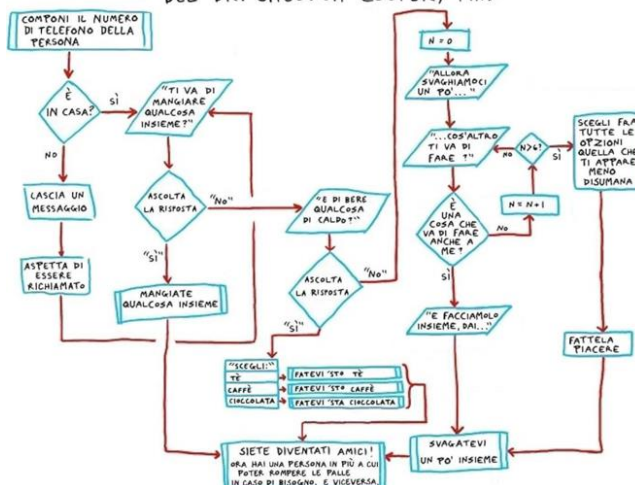 COMPONI IL NUMERO
DI TELEFONO DELLA
PERSONA
È
IN CASA?
SÌ
NO
LASCIA UN
MESSAGGIO
ASPETTA DI
ESSERE
RICHIAMATO
"TI VA DI
MANGIARE
QUALCOSA
INSIEME?"
ASCOLTA
LA RISPOSTA
"NO"
"SÌ"
MANGIATE
QUALCOSA INSIEME
"E DI BERE
QUALCOSA
DI CALDO?"
ASCOLTA
LA RISPOSTA
"NO"
"SÌ"
"SCEGLI:"
TÈ
FATEVI 'STO TÈ
CAFFÈ
FATEVI 'STO CAFFÈ
CIOCCOLATA
FATEVI 'STA CIOCCOLATA
N = 0
"ALLORA
SVAGHIAMOCI
UN PO'..."
"...COS'ALTRO
TI VA DI
FARE?"
È
UNA
COSA CHE
VA DI FARE
ANCHE A
ME?
NO
SÌ
N = N+1
N>6?
NO
SÌ
SCEGLI FRA
TUTTE LE
OPZIONI
QUELLA CHE
TI APPARE
MENO
DISUMANA
FATTELA
PIACERE
"E FACCIAMOLO
INSIEME, DAI..."
SVAGATEVI
UN PO' INSIEME
SIETE DIVENTATI AMICI!
ORA HAI UNA PERSONA IN PIÙ A CUI
POTER ROMPERE LE PALLE
IN CASO DI BISOGNO, E VICEVERSA.